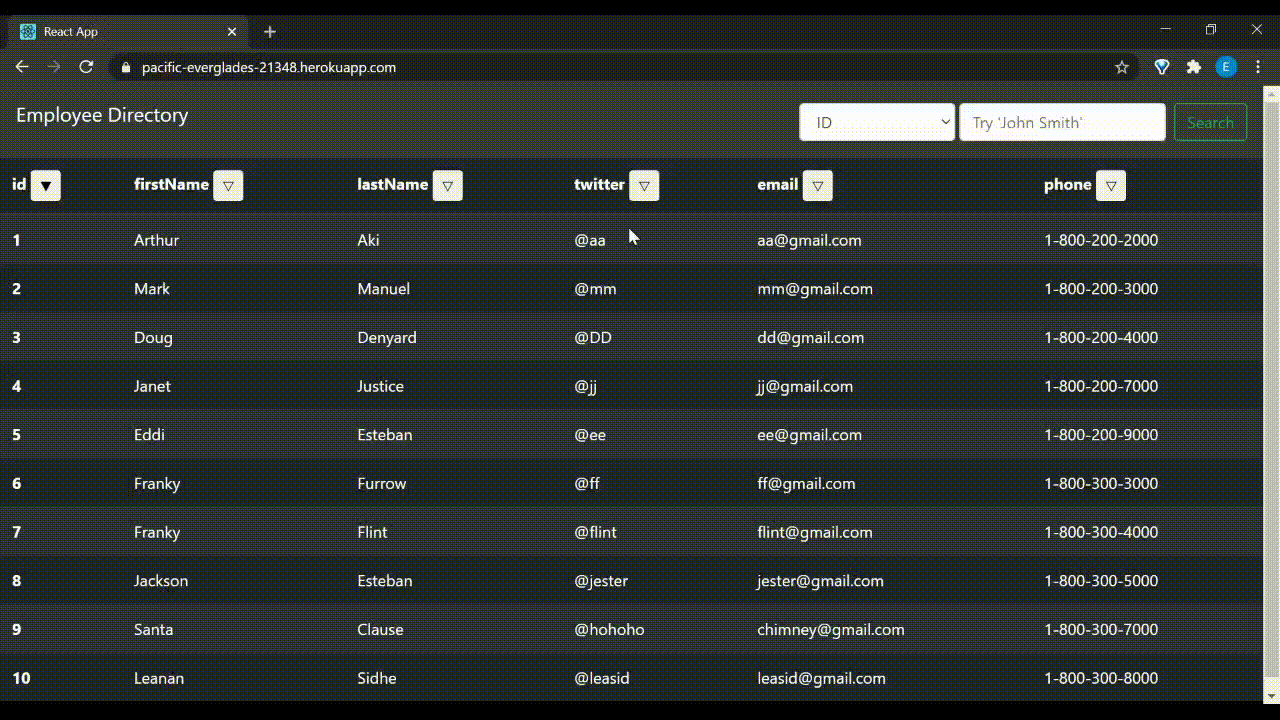 React App
pacific-everglades-21348.herokuapp.com
E
Employee Directory
ID
Try 'John Smith'
Search
id firstName lastName twitter email phone
1 Arthur Aki @aa aa@gmail.com 1-800-200-2000
2 Mark Manuel @mm mm@gmail.com 1-800-200-3000
3 Doug Denyard @DD dd@gmail.com 1-800-200-4000
4 Janet Justice @jj jj@gmail.com 1-800-200-7000
5 Eddi Esteban @ee ee@gmail.com 1-800-200-9000
6 Franky Furrow @ff ff@gmail.com 1-800-300-3000
7 Franky Flint @flint flint@gmail.com 1-800-300-4000
8 Jackson Esteban @jester jester@gmail.com 1-800-300-5000
9 Santa Clause @hohoho chimney@gmail.com 1-800-300-7000
10 Leanan Sidhe @leasid leasid@gmail.com 1-800-300-8000